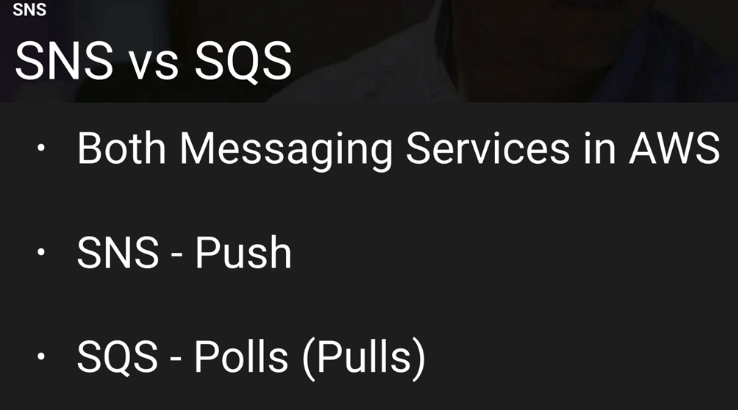 SNS
SNS vs SQS
• Both Messaging Services in AWS
• SNS - Push
• SQS - Polls (Pulls)